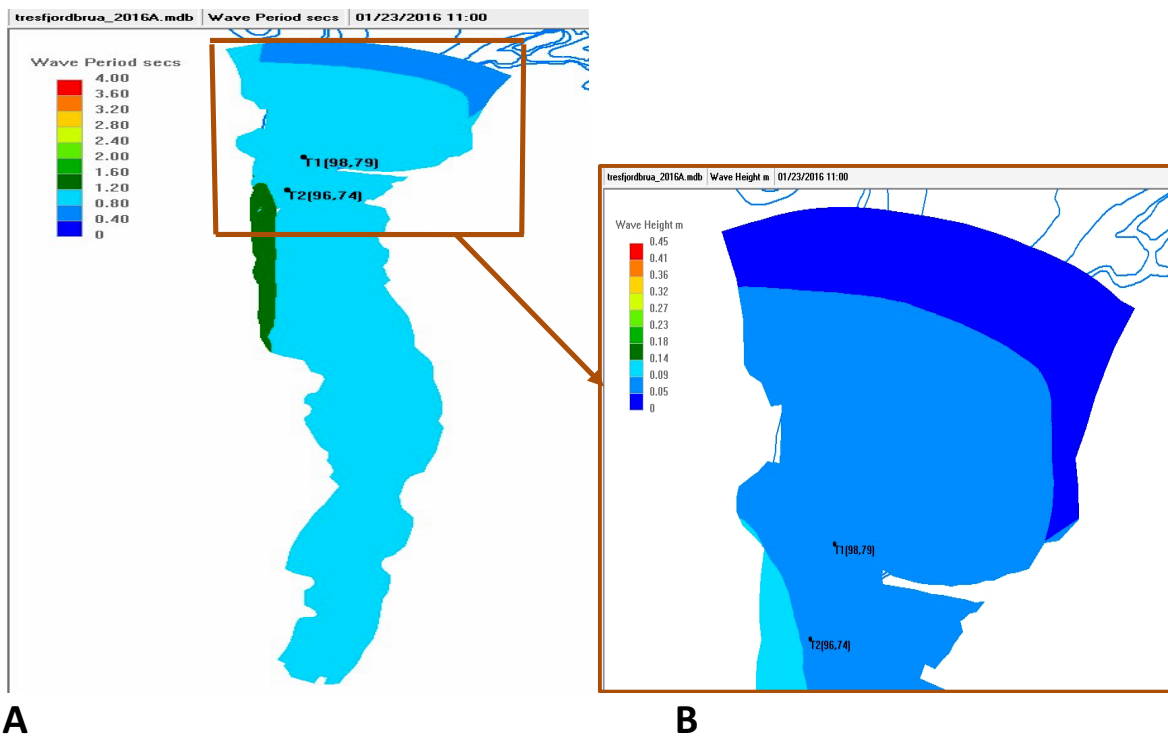 tresfjordbrua_2016A.mdb Wave Period secs 01/23/2016 11:00
Wave Period secs
4.00
3.60
3.20
2.80
2.40
2.00
1.60
1.20
0.80
0.40
0
T1(98,79)
T2(96,74)
A
tresfjordbrua_2016A.mdb Wave Height m 01/23/2016 11:00
Wave Height m
0.45
0.41
0.36
0.32
0.27
0.23
0.18
0.14
0.09
0.05
0
T1(98,79)
T2(96,74)
B